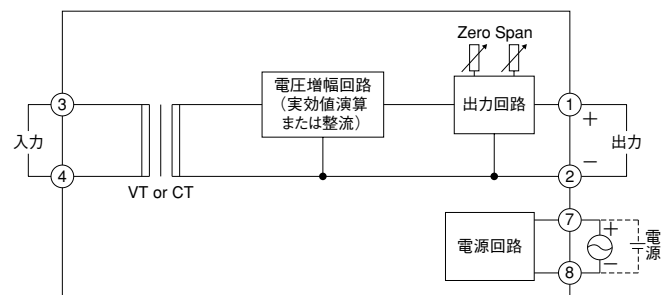 Zero Span
電圧増幅回路
（実効値演算
または整流）
出力回路
3
1
+
入力
出力
−
4
2
VT or CT
7
電源回路
+
−
電源
8